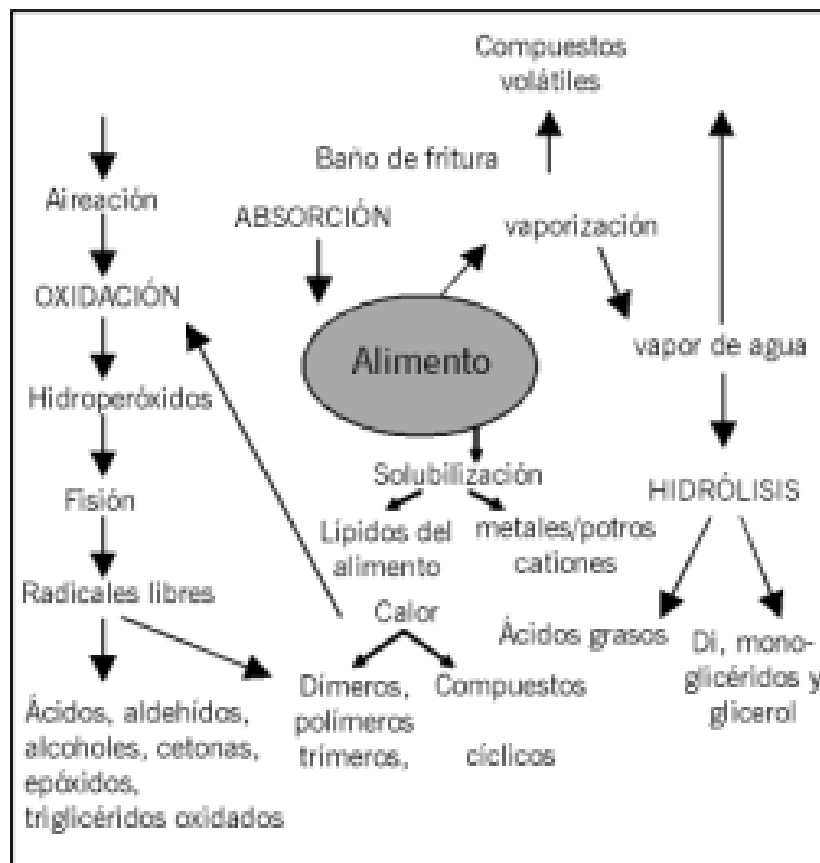 Compuestos
volátiles
Baño de fritura
Aireación
ABSORCIÓN
vaporización
OXIDACIÓN
Alimento
vapor de agua
Hidroperóxidos
Solubilización
Fisión
HIDRÓLISIS
Lípidos del
alimento
metales/potros
cationes
Radicales libres
Calor
Ácidos grasos
Di, mono-
glicéridos y
glicerol
Dímeros,
polímeros
trímeros,
Compuestos
cíclicos
Ácidos, aldehídos,
alcoholes, cetonas,
epóxidos,
triglicéridos oxidados